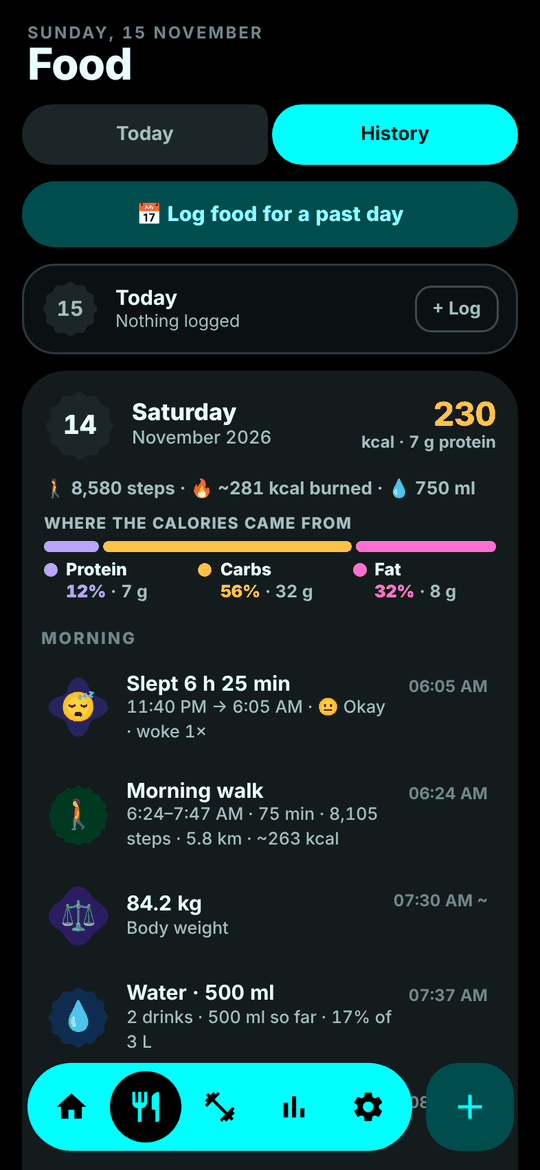 SUNDAY, 15 NOVEMBER
Food
Today
History
📅 Log food for a past day
15
Today
Nothing logged
+ Log
14
Saturday
November 2026
230
kcal · 7 g protein
🚶 8,580 steps · 🔥 ~281 kcal burned · 💧 750 ml
WHERE THE CALORIES CAME FROM
Protein
12% · 7 g
Carbs
56% · 32 g
Fat
32% · 8 g
MORNING
Slept 6 h 25 min
06:05 AM
11:40 PM → 6:05 AM · 😐 Okay
· woke 1×
Morning walk
06:24 AM
6:24–7:47 AM · 75 min · 8,105
steps · 5.8 km · ~263 kcal
84.2 kg
07:30 AM ~
Body weight
Water · 500 ml
07:37 AM
2 drinks · 500 ml so far · 17% of
3 L